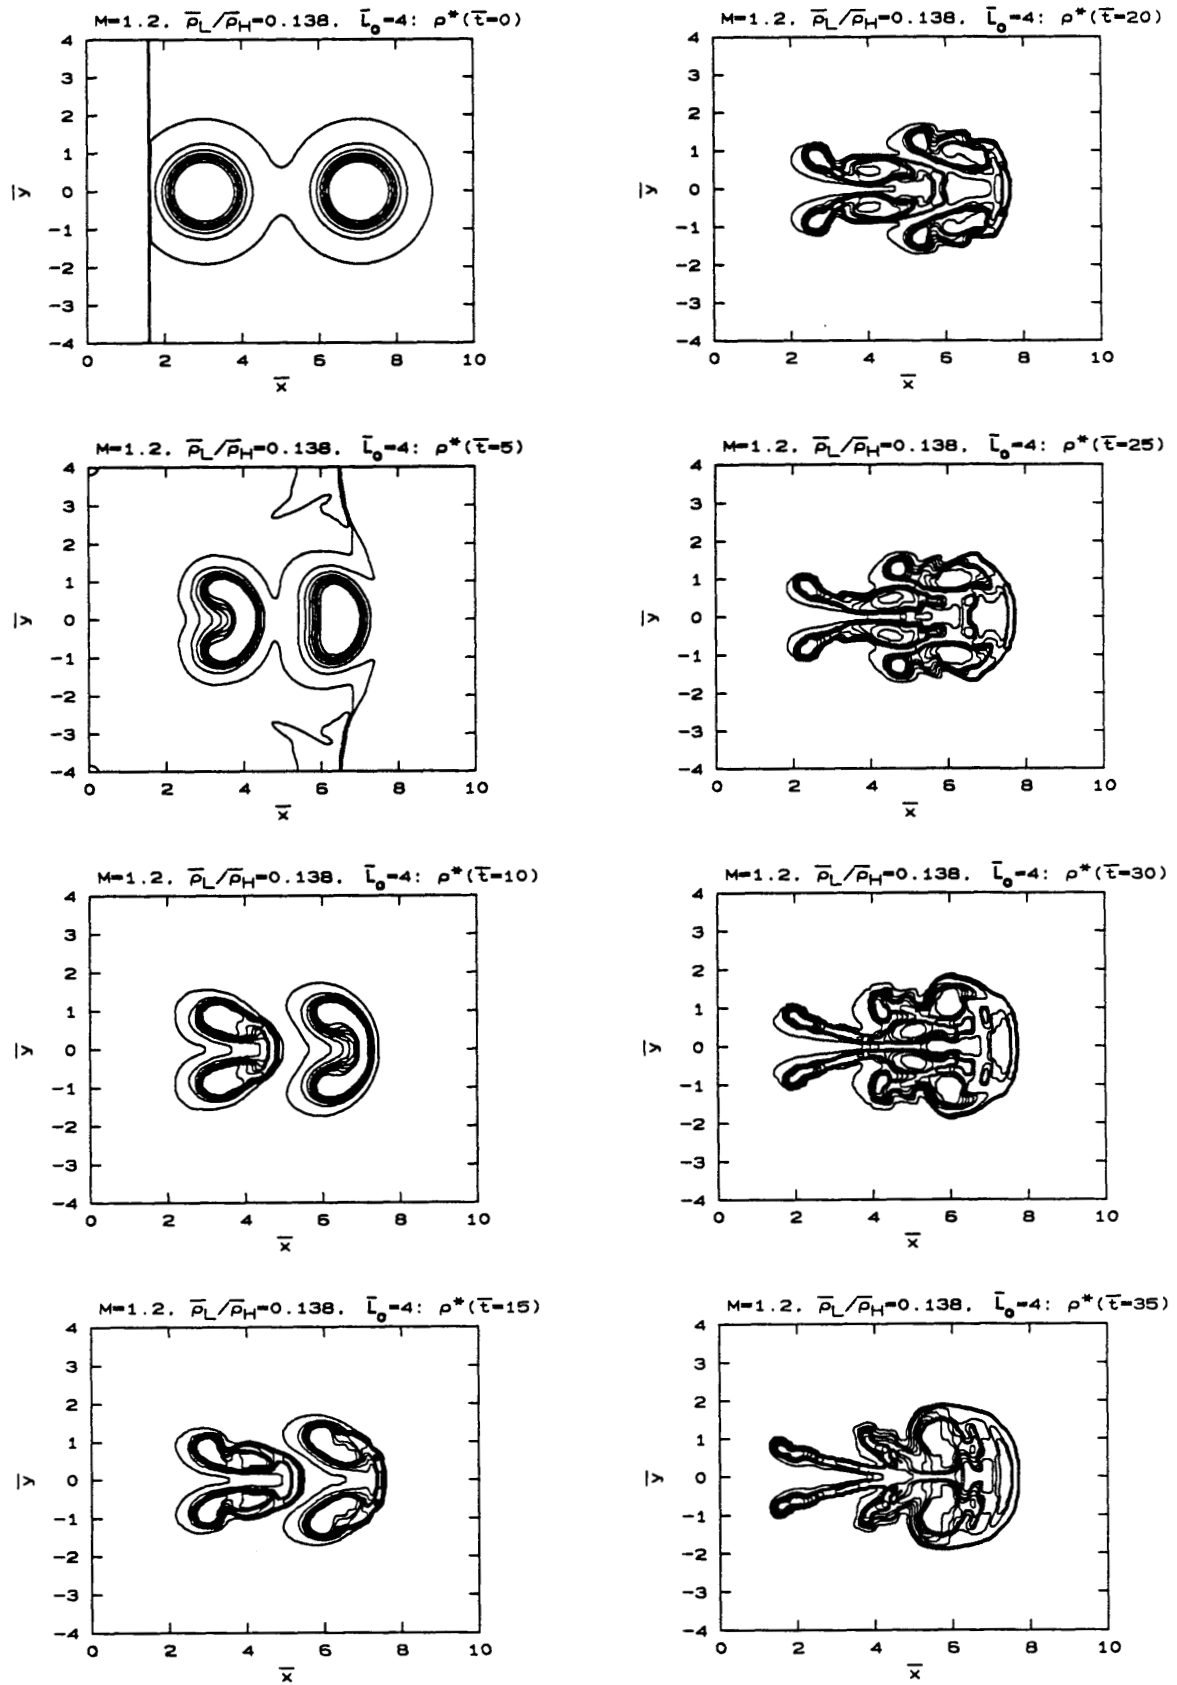 M=1.2, ρ̅L/ρ̅H=0.138, L̅o=4: ρ*(t̅=0)
4
3
2
1
0
-1
-2
-3
-4
y̅
0 2 4 6 8 10
x̅
M=1.2, ρ̅L/ρ̅H=0.138, L̅o=4: ρ*(t̅=20)
4
3
2
1
0
-1
-2
-3
-4
y̅
0 2 4 6 8 10
x̅
M=1.2, ρ̅L/ρ̅H=0.138, L̅o=4: ρ*(t̅=5)
4
3
2
1
0
-1
-2
-3
-4
y̅
0 2 4 6 8 10
x̅
M=1.2, ρ̅L/ρ̅H=0.138, L̅o=4: ρ*(t̅=25)
4
3
2
1
0
-1
-2
-3
-4
y̅
0 2 4 6 8 10
x̅
M=1.2, ρ̅L/ρ̅H=0.138, L̅o=4: ρ*(t̅=10)
4
3
2
1
0
-1
-2
-3
-4
y̅
0 2 4 6 8 10
x̅
M=1.2, ρ̅L/ρ̅H=0.138, L̅o=4: ρ*(t̅=30)
4
3
2
1
0
-1
-2
-3
-4
y̅
0 2 4 6 8 10
x̅
M=1.2, ρ̅L/ρ̅H=0.138, L̅o=4: ρ*(t̅=15)
4
3
2
1
0
-1
-2
-3
-4
y̅
0 2 4 6 8 10
x̅
M=1.2, ρ̅L/ρ̅H=0.138, L̅o=4: ρ*(t̅=35)
4
3
2
1
0
-1
-2
-3
-4
y̅
0 2 4 6 8 10
x̅